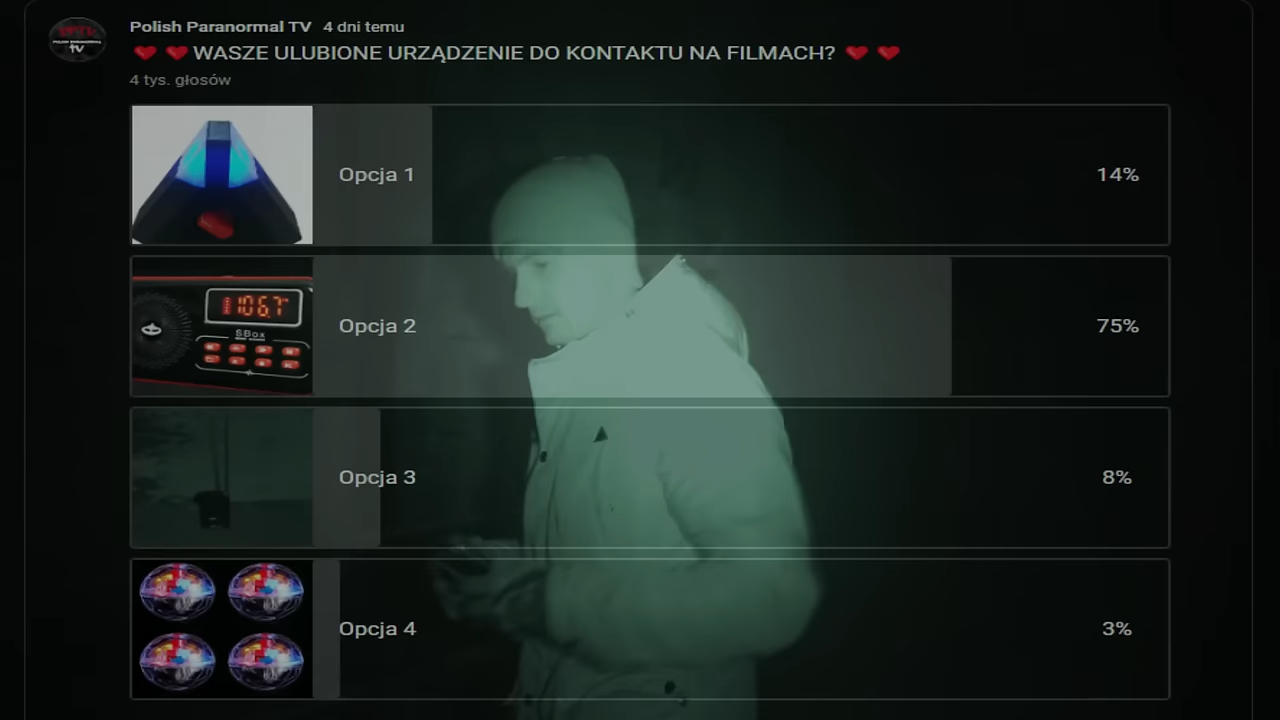 Polish Paranormal TV 4 dni temu
WASZE ULUBIONE URZĄDZENIE DO KONTAKTU NA FILMACH?
4 tys. głosów
Opcja 1 14%
106.7
SBox
Opcja 2 75%
Opcja 3 8%
Opcja 4 3%